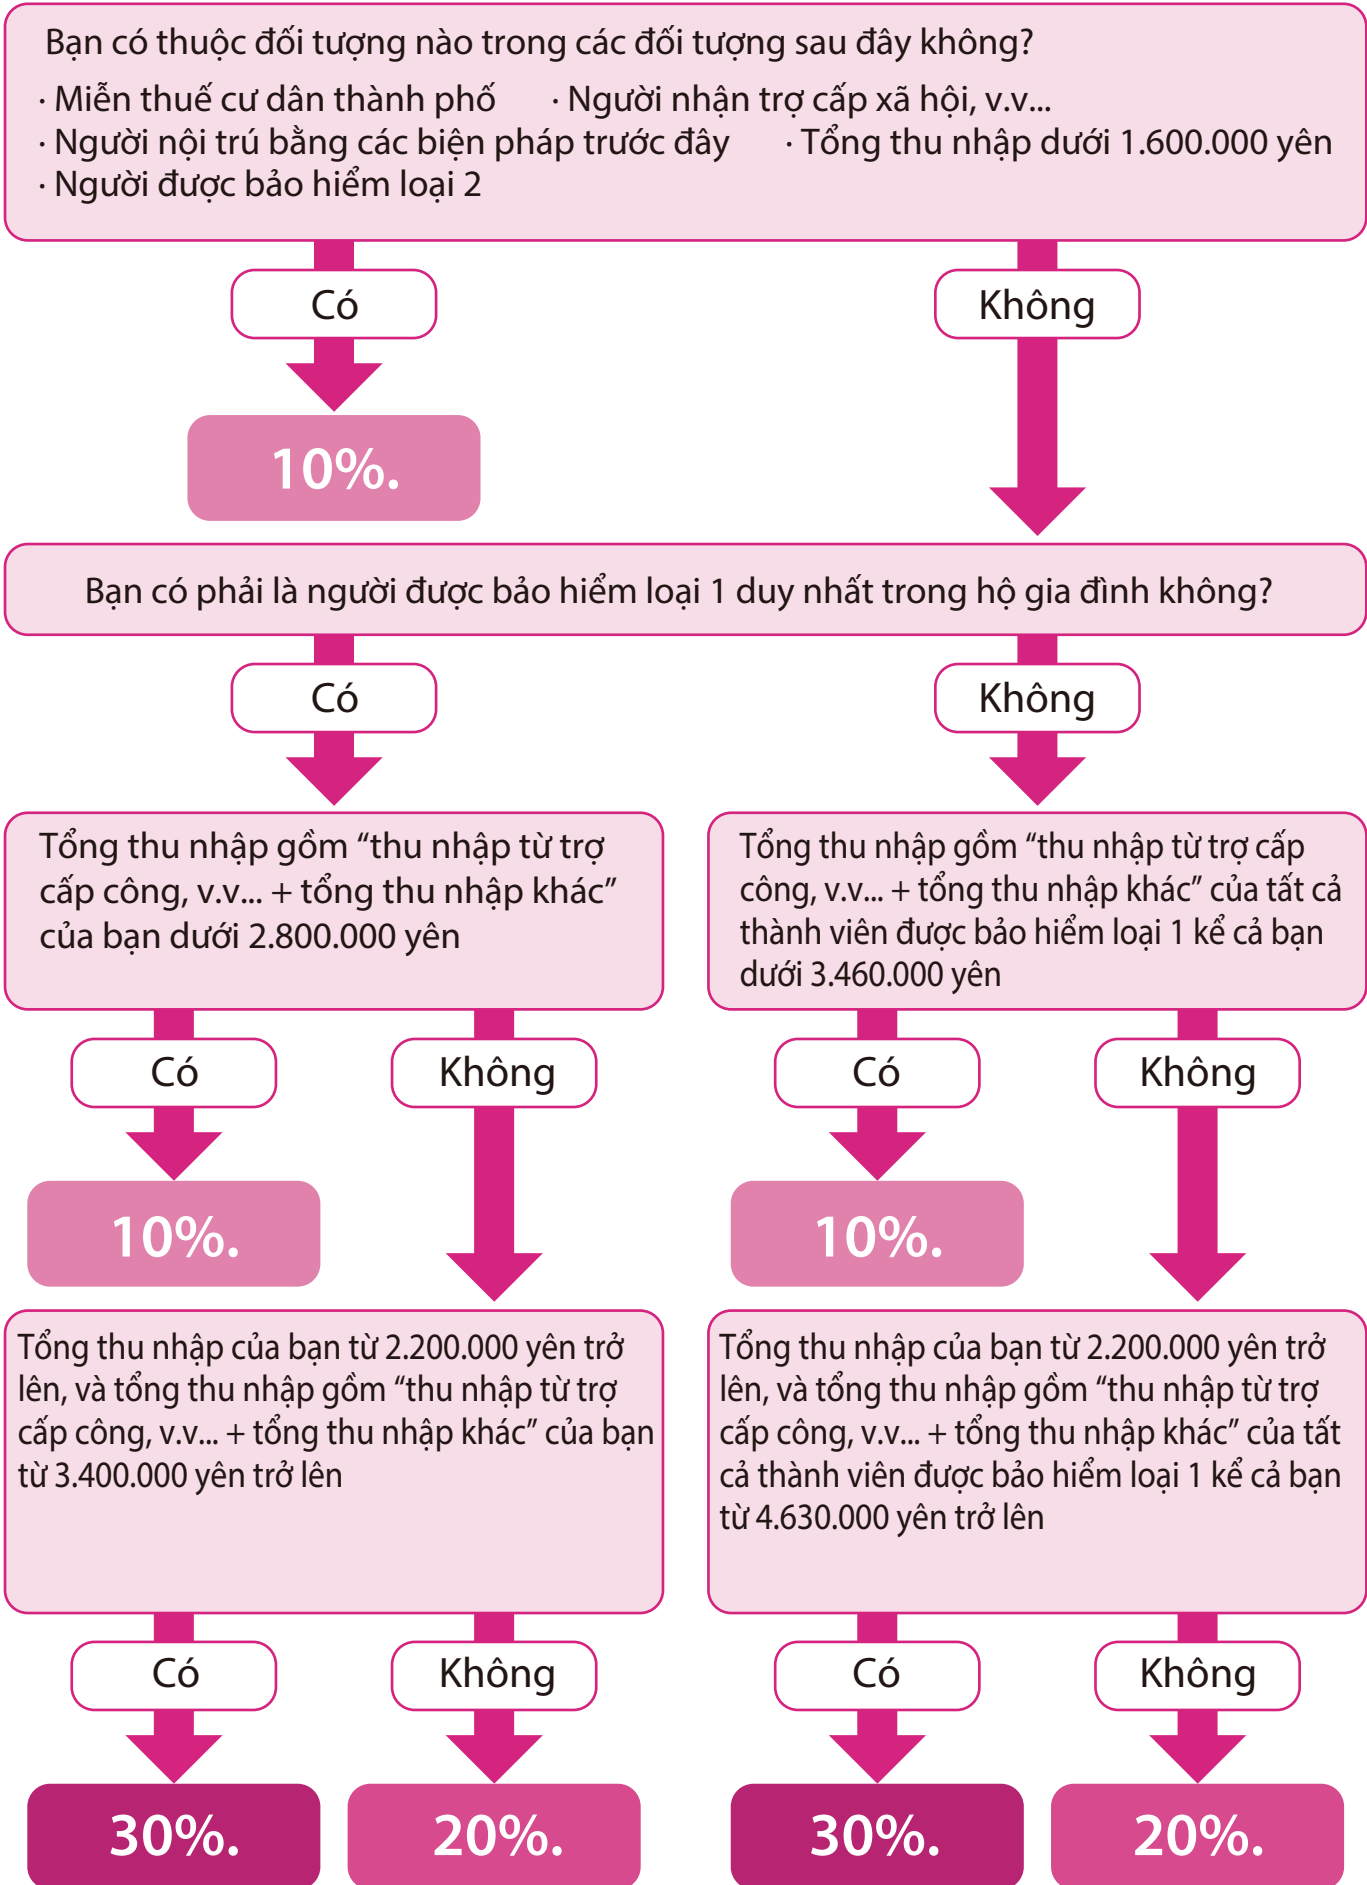 Bạn có thuộc đối tượng nào trong các đối tượng sau đây không?
· Miễn thuế cư dân thành phố · Người nhận trợ cấp xã hội, v.v...
· Người nội trú bằng các biện pháp trước đây · Tổng thu nhập dưới 1.600.000 yên
· Người được bảo hiểm loại 2
Có
Không
10%.
Bạn có phải là người được bảo hiểm loại 1 duy nhất trong hộ gia đình không?
Có
Không
Tổng thu nhập gồm “thu nhập từ trợ
cấp công, v.v... + tổng thu nhập khác”
của bạn dưới 2.800.000 yên
Tổng thu nhập gồm “thu nhập từ trợ cấp
công, v.v... + tổng thu nhập khác” của tất cả
thành viên được bảo hiểm loại 1 kể cả bạn
dưới 3.460.000 yên
Có
Không
Có
Không
10%.
10%.
Tổng thu nhập của bạn từ 2.200.000 yên trở
lên, và tổng thu nhập gồm “thu nhập từ trợ
cấp công, v.v... + tổng thu nhập khác” của bạn
từ 3.400.000 yên trở lên
Tổng thu nhập của bạn từ 2.200.000 yên trở
lên, và tổng thu nhập gồm “thu nhập từ trợ
cấp công, v.v... + tổng thu nhập khác” của tất
cả thành viên được bảo hiểm loại 1 kể cả bạn
từ 4.630.000 yên trở lên
Có
Không
Có
Không
30%.
20%.
30%.
20%.